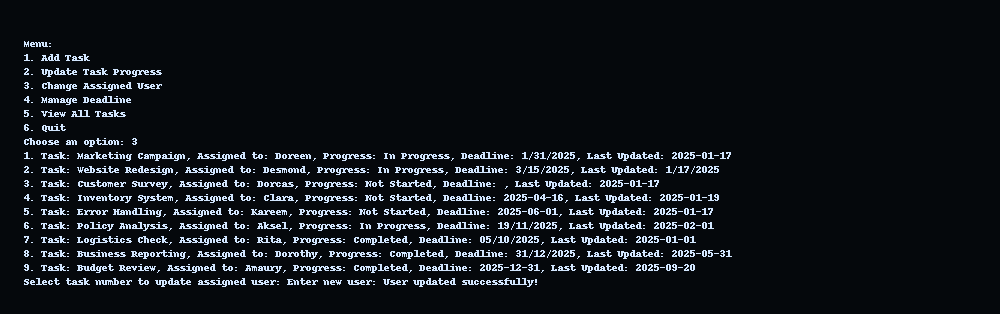 Menu:
1. Add Task
2. Update Task Progress
3. Change Assigned User
4. Manage Deadline
5. View All Tasks
6. Quit
Choose an option: 3
1. Task: Marketing Campaign, Assigned to: Doreen, Progress: In Progress, Deadline: 1/31/2025, Last Updated: 2025-01-17
2. Task: Website Redesign, Assigned to: Desmond, Progress: In Progress, Deadline: 3/15/2025, Last Updated: 1/17/2025
3. Task: Customer Survey, Assigned to: Dorcas, Progress: Not Started, Deadline: , Last Updated: 2025-01-17
4. Task: Inventory System, Assigned to: Clara, Progress: Not Started, Deadline: 2025-04-16, Last Updated: 2025-01-19
5. Task: Error Handling, Assigned to: Kareem, Progress: Not Started, Deadline: 2025-06-01, Last Updated: 2025-01-17
6. Task: Policy Analysis, Assigned to: Aksel, Progress: In Progress, Deadline: 19/11/2025, Last Updated: 2025-02-01
7. Task: Logistics Check, Assigned to: Rita, Progress: Completed, Deadline: 05/10/2025, Last Updated: 2025-01-01
8. Task: Business Reporting, Assigned to: Dorothy, Progress: Completed, Deadline: 31/12/2025, Last Updated: 2025-05-31
9. Task: Budget Review, Assigned to: Amaury, Progress: Completed, Deadline: 2025-12-31, Last Updated: 2025-09-20
Select task number to update assigned user: Enter new user: User updated successfully!